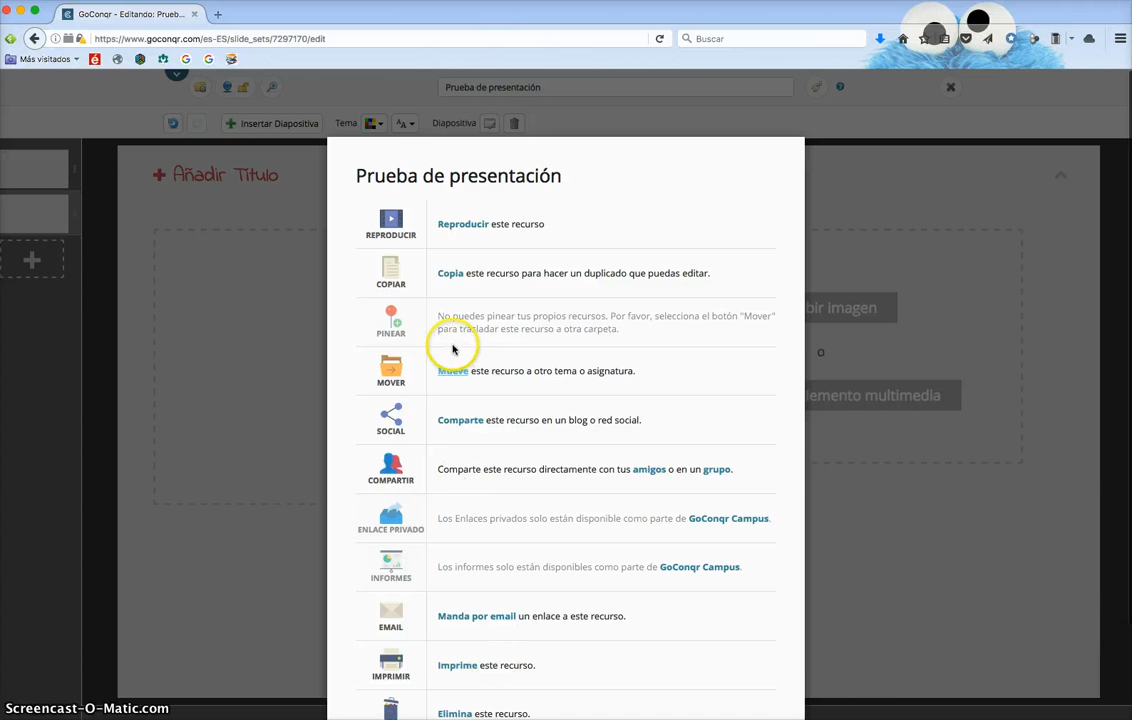 GoConqr - Editando: Prueb...
https://www.goconqr.com/es-ES/slide_sets/7297170/edit
Buscar
Más visitados
Prueba de presentación
Insertar Diapositiva
Tema
Diapositiva
+ Añadir Título
Prueba de presentación
REPRODUCIR
Reproducir este recurso
COPIAR
Copia este recurso para hacer un duplicado que puedas editar.
PINEAR
No puedes pinear tus propios recursos. Por favor, selecciona el botón "Mover"
para trasladar este recurso a otra carpeta.
MOVER
Mueve este recurso a otro tema o asignatura.
SOCIAL
Comparte este recurso en un blog o red social.
COMPARTIR
Comparte este recurso directamente con tus amigos o en un grupo.
ENLACE PRIVADO
Los Enlaces privados solo están disponible como parte de GoConqr Campus.
INFORMES
Los informes solo están disponibles como parte de GoConqr Campus.
EMAIL
Manda por email un enlace a este recurso.
IMPRIMIR
Imprime este recurso.
Elimina este recurso.
bir imagen
o
lemento multimedia
Screencast-O-Matic.com